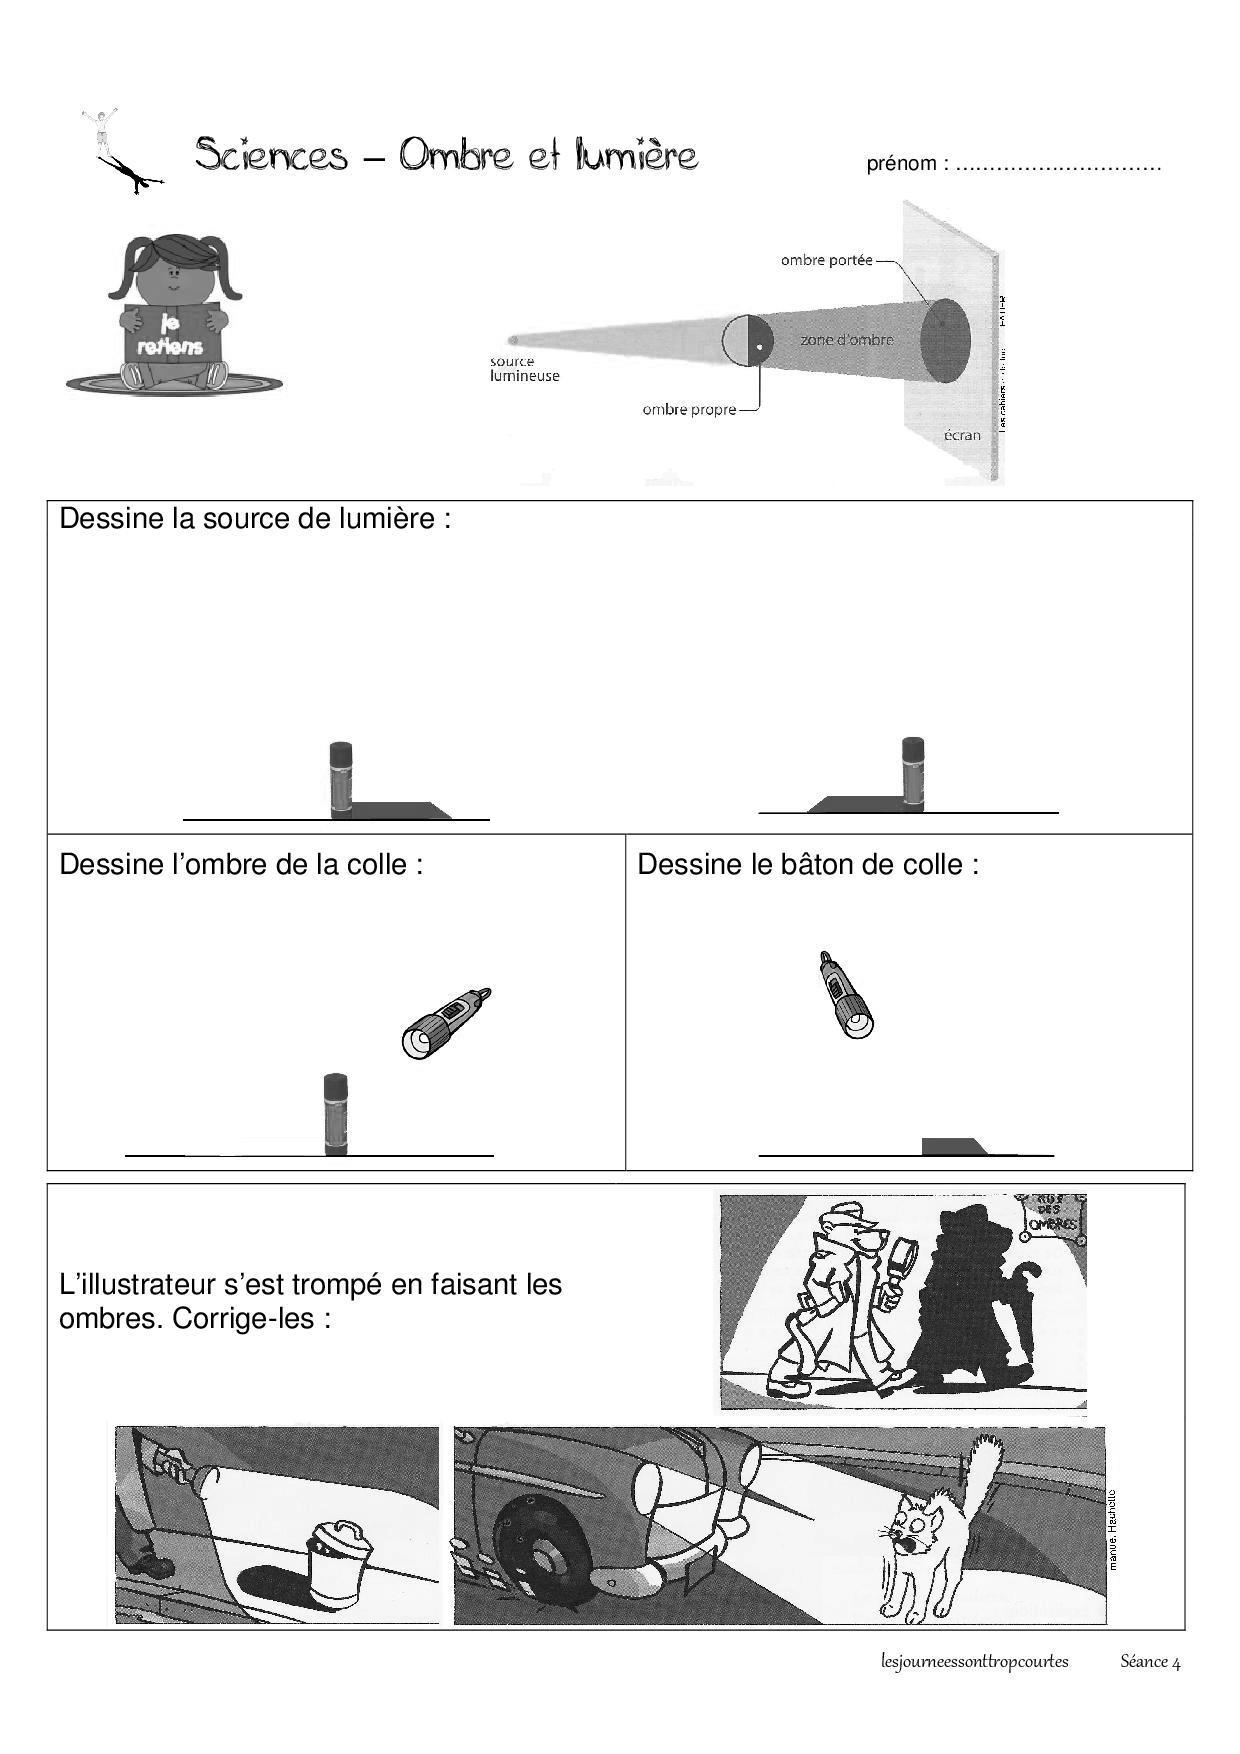 Sciences – Ombre et lumière
prénom : ................................
je
retiens
ombre portée
zone d'ombre
source
lumineuse
ombre propre
écran
Dessine la source de lumière :
Dessine l'ombre de la colle :
Dessine le bâton de colle :
RUE
DES
OMBRES
L'illustrateur s'est trompé en faisant les
ombres. Corrige-les :
manuel Hachette
lesjourneessonttropcourtes Séance 4